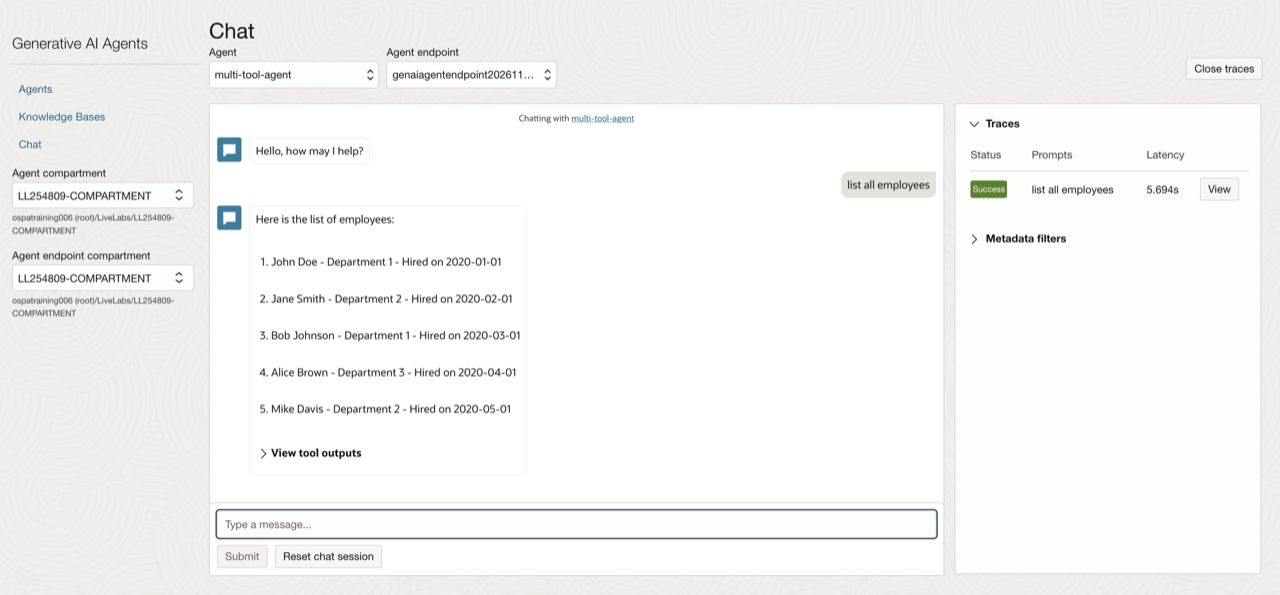 Generative AI Agents
Agents
Knowledge Bases
Chat
Agent compartment
LL254809-COMPARTMENT
ospatraining006 (root)/LiveLabs/LL254809-
COMPARTMENT
Agent endpoint compartment
LL254809-COMPARTMENT
ospatraining006 (root)/LiveLabs/LL254809-
COMPARTMENT
Chat
Agent
Agent endpoint
multi-tool-agent
genaiagentendpoint202611...
Close traces
Chatting with multi-tool-agent
Hello, how may I help?
list all employees
Here is the list of employees:
1. John Doe - Department 1 - Hired on 2020-01-01
2. Jane Smith - Department 2 - Hired on 2020-02-01
3. Bob Johnson - Department 1 - Hired on 2020-03-01
4. Alice Brown - Department 3 - Hired on 2020-04-01
5. Mike Davis - Department 2 - Hired on 2020-05-01
View tool outputs
Type a message...
Submit
Reset chat session
Traces
Status Prompts Latency
Success list all employees 5.694s View
Metadata filters